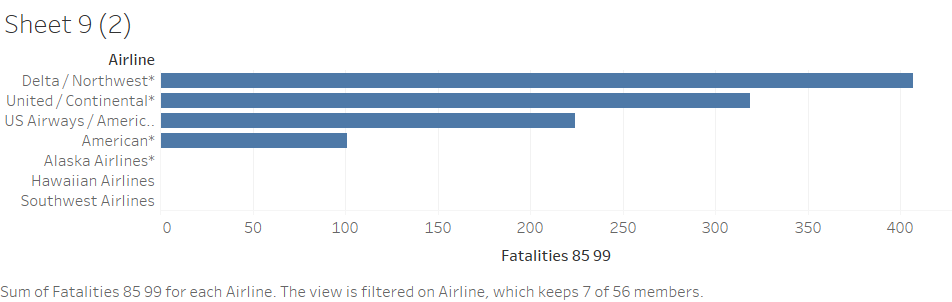 Sheet 9 (2)
Airline
Delta / Northwest*
United / Continental*
US Airways / Americ..
American*
Alaska Airlines*
Hawaiian Airlines
Southwest Airlines
0 50 100 150 200 250 300 350 400
Fatalities 85 99
Sum of Fatalities 85 99 for each Airline. The view is filtered on Airline, which keeps 7 of 56 members.